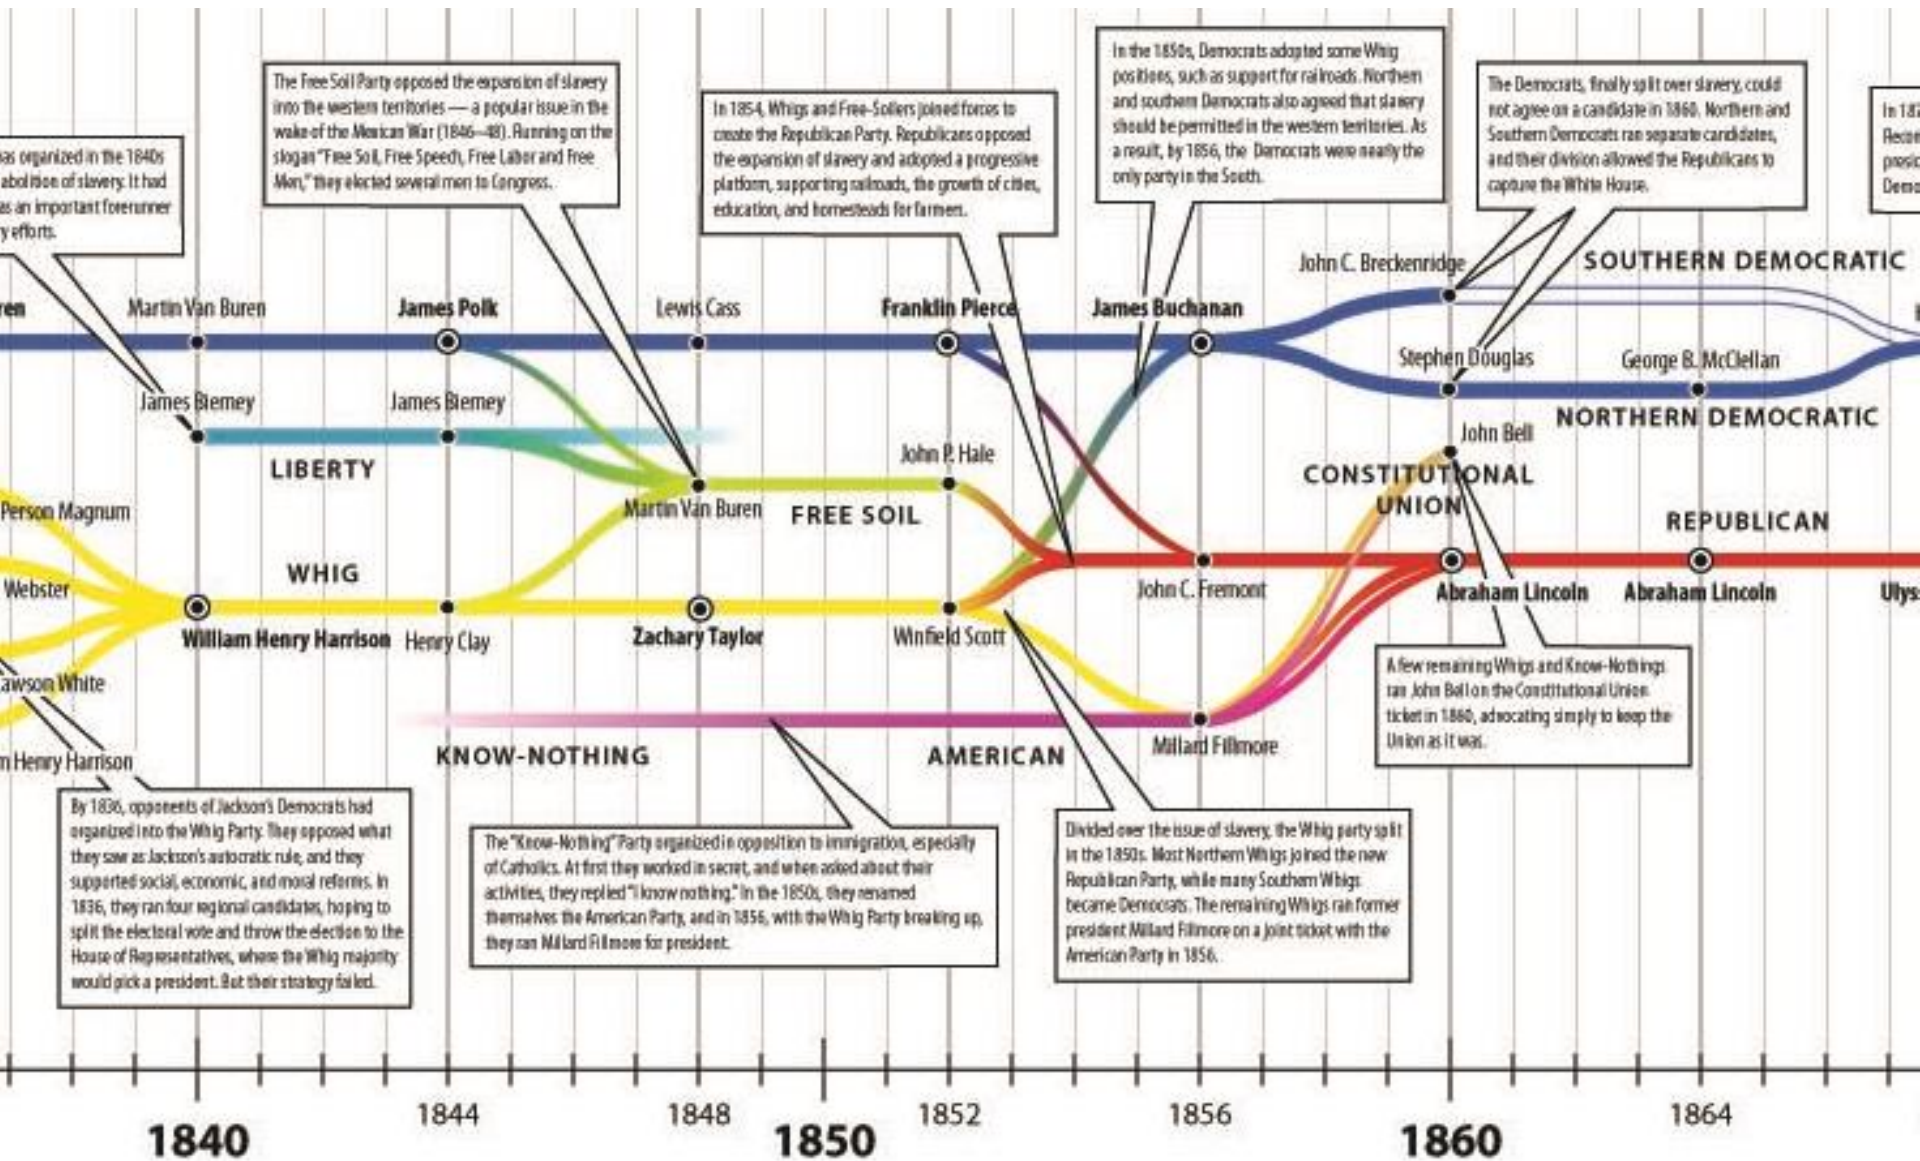 In the 1850s, Democrats adopted some Whig
positions, such as support for railroads. Northern
and southern Democrats also agreed that slavery
should be permitted in the western territories. As
a result, by 1856, the Democrats were nearly the
only party in the South.
The Free Soil Party opposed the expansion of slavery
into the western territories — a popular issue in the
wake of the Mexican War (1846–48). Running on the
slogan "Free Soil, Free Speech, Free Labor and Free
Men," they elected several men to Congress.
In 1854, Whigs and Free-Soilers joined forces to
create the Republican Party. Republicans opposed
the expansion of slavery and adopted a progressive
platform, supporting railroads, the growth of cities,
education, and homesteads for farmers.
The Democrats, finally split over slavery, could
not agree on a candidate in 1860. Northern and
Southern Democrats ran separate candidates,
and their division allowed the Republicans to
capture the White House.
as organized in the 1840s
abolition of slavery. It had
as an important forerunner
y efforts.
In 187
Recon
presid
Demo
John C. Breckenridge
SOUTHERN DEMOCRATIC
ren
Martin Van Buren
James Polk
Lewis Cass
Franklin Pierce
James Buchanan
Stephen Douglas
George B. McClellan
NORTHERN DEMOCRATIC
James Bierney
James Bierney
LIBERTY
John P. Hale
John Bell
CONSTITUTIONAL
UNION
Person Magnum
Martin Van Buren
FREE SOIL
REPUBLICAN
WHIG
Webster
John C. Fremont
Abraham Lincoln
Abraham Lincoln
Ulys
William Henry Harrison
Henry Clay
Zachary Taylor
Winfield Scott
awson White
A few remaining Whigs and Know-Nothings
ran John Bell on the Constitutional Union
ticket in 1860, advocating simply to keep the
Union as it was.
KNOW-NOTHING
AMERICAN
Millard Fillmore
m Henry Harrison
By 1836, opponents of Jackson's Democrats had
organized into the Whig Party. They opposed what
they saw as Jackson's autocratic rule, and they
supported social, economic, and moral reforms. In
1836, they ran four regional candidates, hoping to
split the electoral vote and throw the election to the
House of Representatives, where the Whig majority
would pick a president. But their strategy failed.
The "Know-Nothing" Party organized in opposition to immigration, especially
of Catholics. At first they worked in secret, and when asked about their
activities, they replied "I know nothing." In the 1850s, they renamed
themselves the American Party, and in 1856, with the Whig Party breaking up,
they ran Millard Fillmore for president.
Divided over the issue of slavery, the Whig party split
in the 1850s. Most Northern Whigs joined the new
Republican Party, while many Southern Whigs
became Democrats. The remaining Whigs ran former
president Millard Fillmore on a joint ticket with the
American Party in 1856.
1840
1844
1848
1850
1852
1856
1860
1864